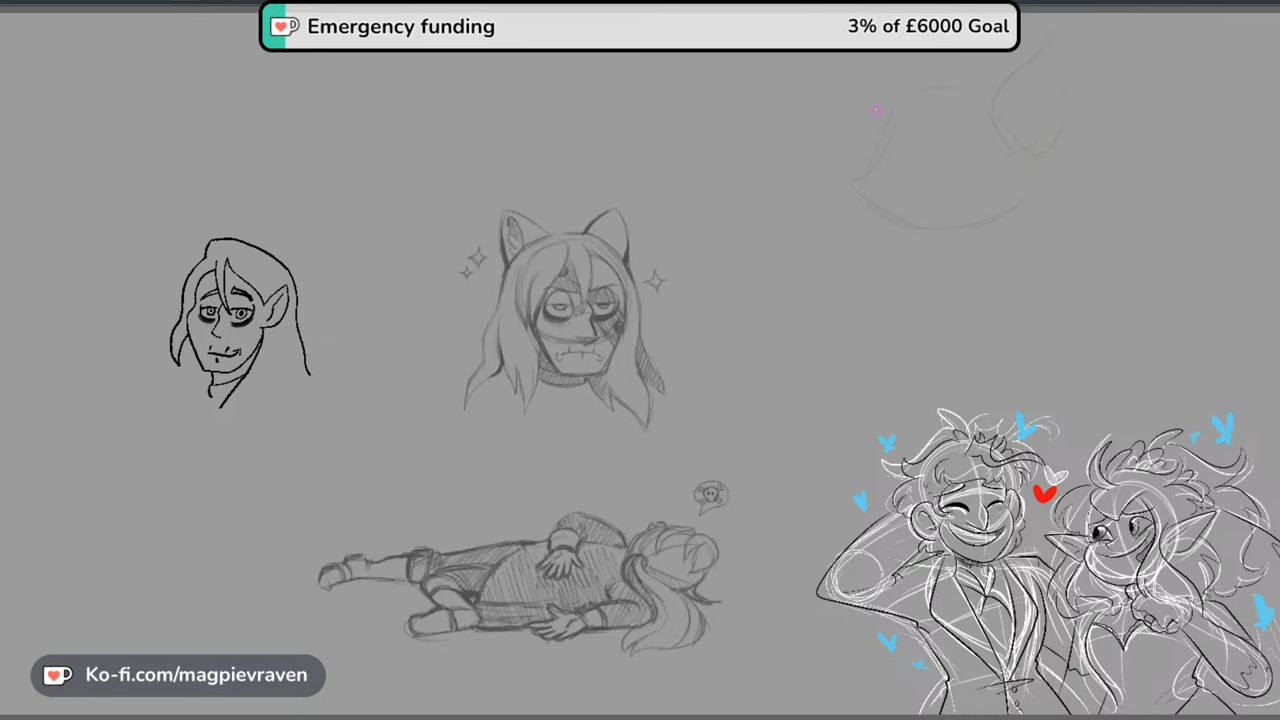 Emergency funding 3% of £6000 Goal
Ko-fi.com/magpievraven